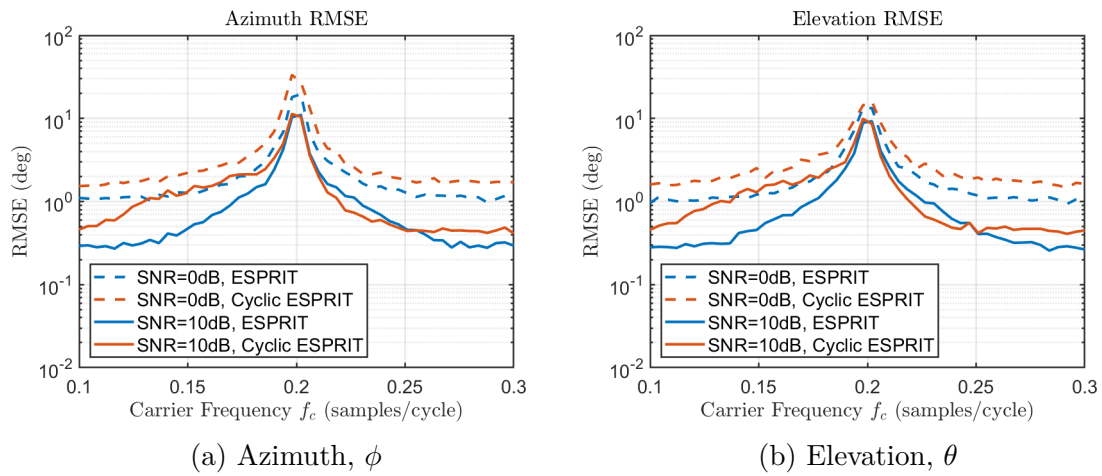 Azimuth RMSE
10^2
10^1
10^0
10^-1
10^-2
RMSE (deg)
SNR=0dB, ESPRIT
SNR=0dB, Cyclic ESPRIT
SNR=10dB, ESPRIT
SNR=10dB, Cyclic ESPRIT
0.1 0.15 0.2 0.25 0.3
Carrier Frequency f_c (samples/cycle)
(a) Azimuth, ϕ
Elevation RMSE
10^2
10^1
10^0
10^-1
10^-2
RMSE (deg)
SNR=0dB, ESPRIT
SNR=0dB, Cyclic ESPRIT
SNR=10dB, ESPRIT
SNR=10dB, Cyclic ESPRIT
0.1 0.15 0.2 0.25 0.3
Carrier Frequency f_c (samples/cycle)
(b) Elevation, θ